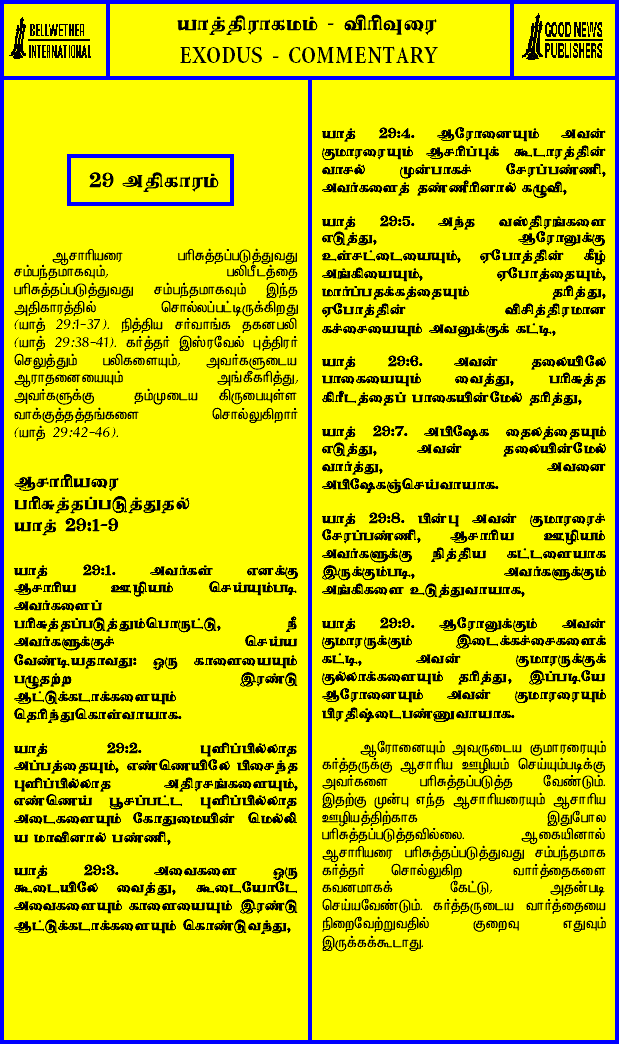 BELLWETHER
INTERNATIONAL
யாத்திராகமம் - விரிவுரை
EXODUS - COMMENTARY
GOOD NEWS
PUBLISHERS
29 அதிகாரம்
ஆசாரியரை பரிசுத்தப்படுத்துவது
சம்பந்தமாகவும், பலிபீடத்தை
பரிசுத்தப்படுத்துவது சம்பந்தமாகவும் இந்த
அதிகாரத்தில் சொல்லப்பட்டிருக்கிறது
(யாத் 29:1-37). நித்திய சர்வாங்க தகனபலி
(யாத் 29:38-41). கர்த்தர் இஸ்ரவேல் புத்திரர்
செலுத்தும் பலிகளையும், அவர்களுடைய
ஆராதனையையும் அங்கீகரித்து,
அவர்களுக்கு தம்முடைய கிருபையுள்ள
வாக்குத்தத்தங்களை சொல்லுகிறார்
(யாத் 29:42-46).
ஆசாரியரை
பரிசுத்தப்படுத்துதல்
யாத் 29:1-9
யாத் 29:1. அவர்கள் எனக்கு
ஆசாரிய ஊழியம் செய்யும்படி
அவர்களைப்
பரிசுத்தப்படுத்தும்பொருட்டு, நீ
அவர்களுக்குச் செய்ய
வேண்டியதாவது: ஒரு காளையையும்
பழுதற்ற இரண்டு
ஆட்டுக்கடாக்களையும்
தெரிந்துகொள்வாயாக.
யாத் 29:2. புளிப்பில்லாத
அப்பத்தையும், எண்ணெயிலே பிசைந்த
புளிப்பில்லாத அதிரசங்களையும்,
எண்ணெய் பூசப்பட்ட புளிப்பில்லாத
அடைகளையும் கோதுமையின் மெல்லி
ய மாவினால் பண்ணி,
யாத் 29:3. அவைகளை ஒரு
கூடையிலே வைத்து, கூடையோடே
அவைகளையும் காளையையும் இரண்டு
ஆட்டுக்கடாக்களையும் கொண்டுவந்து,
யாத் 29:4. ஆரோனையும் அவன்
குமாரரையும் ஆசரிப்புக் கூடாரத்தின்
வாசல் முன்பாகச் சேரப்பண்ணி,
அவர்களைத் தண்ணீரினால் கழுவி,
யாத் 29:5. அந்த வஸ்திரங்களை
எடுத்து, ஆரோனுக்கு
உள்சட்டையையும், ஏபோத்தின் கீழ்
அங்கியையும், ஏபோத்தையும்,
மார்ப்பதக்கத்தையும் தரித்து,
ஏபோத்தின் விசித்திரமான
கச்சையையும் அவனுக்குக் கட்டி,
யாத் 29:6. அவன் தலையிலே
பாகையையும் வைத்து, பரிசுத்த
கிரீடத்தைப் பாகையின்மேல் தரித்து,
யாத் 29:7. அபிஷேக தைலத்தையும்
எடுத்து, அவன் தலையின்மேல்
வார்த்து, அவனை
அபிஷேகஞ்செய்வாயாக.
யாத் 29:8. பின்பு அவன் குமாரரைச்
சேரப்பண்ணி, ஆசாரிய ஊழியம்
அவர்களுக்கு நித்திய கட்டளையாக
இருக்கும்படி, அவர்களுக்கும்
அங்கிகளை உடுத்துவாயாக,
யாத் 29:9. ஆரோனுக்கும் அவன்
குமாரருக்கும் இடைக்கச்சைகளைக்
கட்டி, அவன் குமாரருக்குக்
குல்லாக்களையும் தரித்து, இப்படியே
ஆரோனையும் அவன் குமாரரையும்
பிரதிஷ்டைபண்ணுவாயாக.
ஆரோனையும் அவருடைய குமாரரையும்
கர்த்தருக்கு ஆசாரிய ஊழியம் செய்யும்படிக்கு
அவர்களை பரிசுத்தப்படுத்த வேண்டும்.
இதற்கு முன்பு எந்த ஆசாரியரையும் ஆசாரிய
ஊழியத்திற்காக இதுபோல
பரிசுத்தப்படுத்தவில்லை. ஆகையினால்
ஆசாரியரை பரிசுத்தப்படுத்துவது சம்பந்தமாக
கர்த்தர் சொல்லுகிற வார்த்தைகளை
கவனமாகக் கேட்டு, அதன்படி
செய்யவேண்டும். கர்த்தருடைய வார்த்தையை
நிறைவேற்றுவதில் குறைவு எதுவும்
இருக்கக்கூடாது.